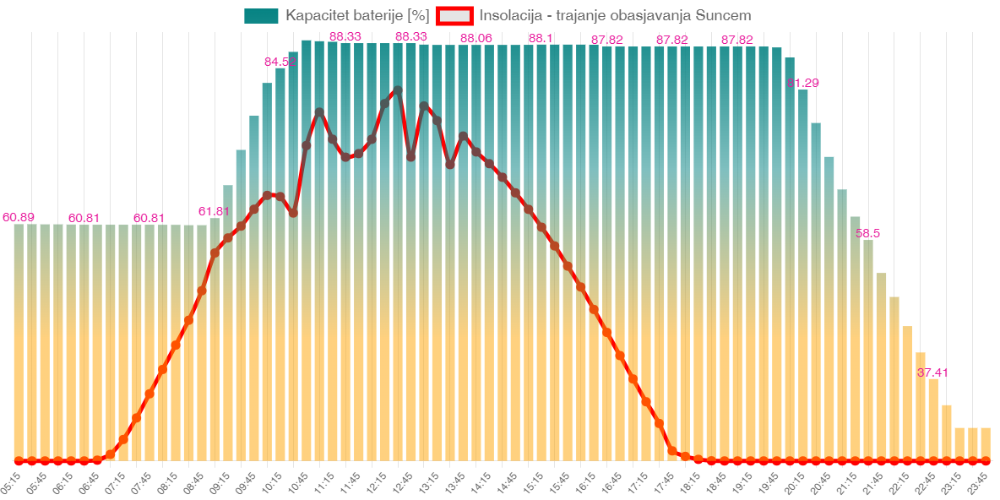 Kapacitet baterije [%] Insolacija - trajanje obasjavanja Suncem
88.33 88.33 88.06 88.1 87.82 87.82 87.82
84.52
81.29
61.81
60.89 60.81 60.81
58.5
37.41
05:15 05:45 06:15 06:45 07:15 07:45 08:15 08:45 09:15 09:45 10:15 10:45 11:15 11:45 12:15 12:45 13:15 13:45 14:15 14:45 15:15 15:45 16:15 16:45 17:15 17:45 18:15 18:45 19:15 19:45 20:15 20:45 21:15 21:45 22:15 22:45 23:15 23:45